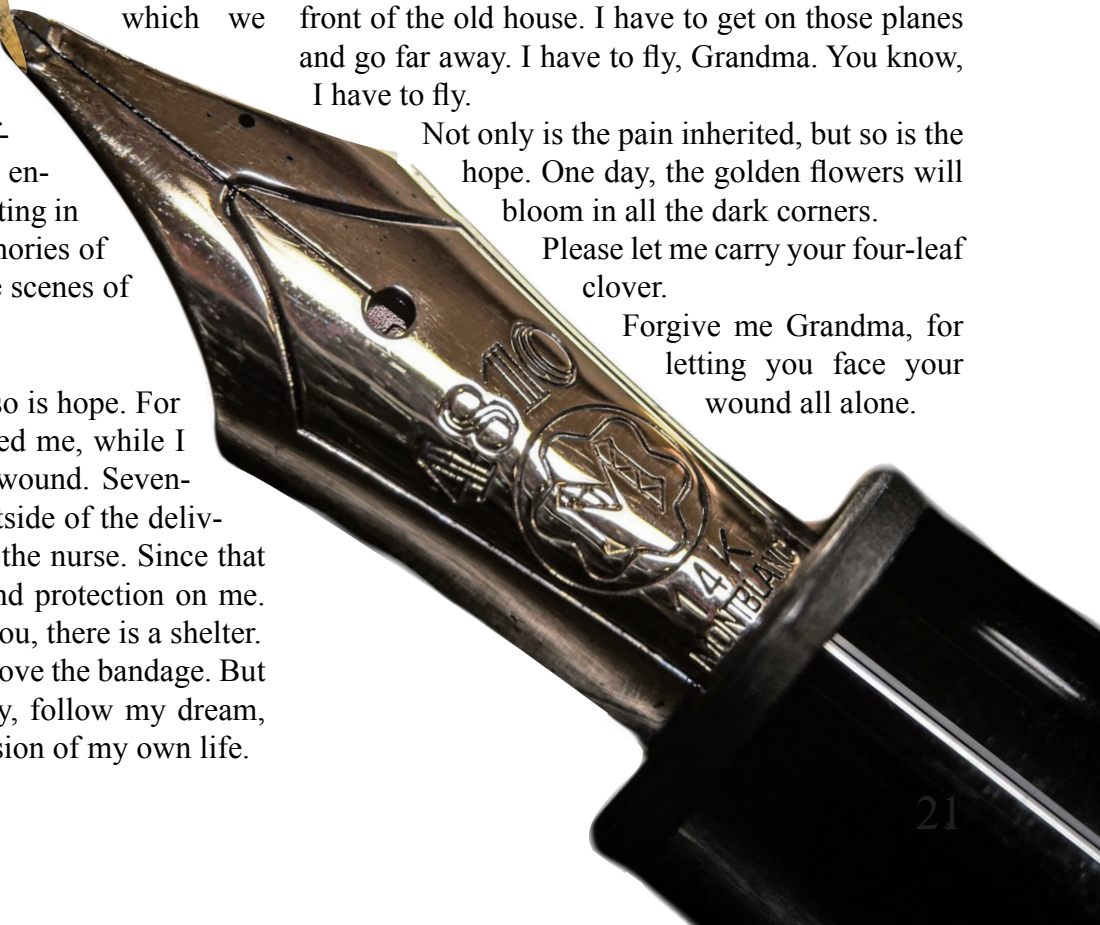 which we
en-
ting in
ories of
scenes of
so is hope. For
ed me, while I
wound. Seven-
tside of the deliv-
the nurse. Since that
nd protection on me.
ou, there is a shelter.
ove the bandage. But
y, follow my dream,
sion of my own life.
front of the old house. I have to get on those planes
and go far away. I have to fly, Grandma. You know,
I have to fly.
Not only is the pain inherited, but so is the
hope. One day, the golden flowers will
bloom in all the dark corners.
Please let me carry your four-leaf
clover.
Forgive me Grandma, for
letting you face your
wound all alone.
4810
M
14K
MONTBLANC
21